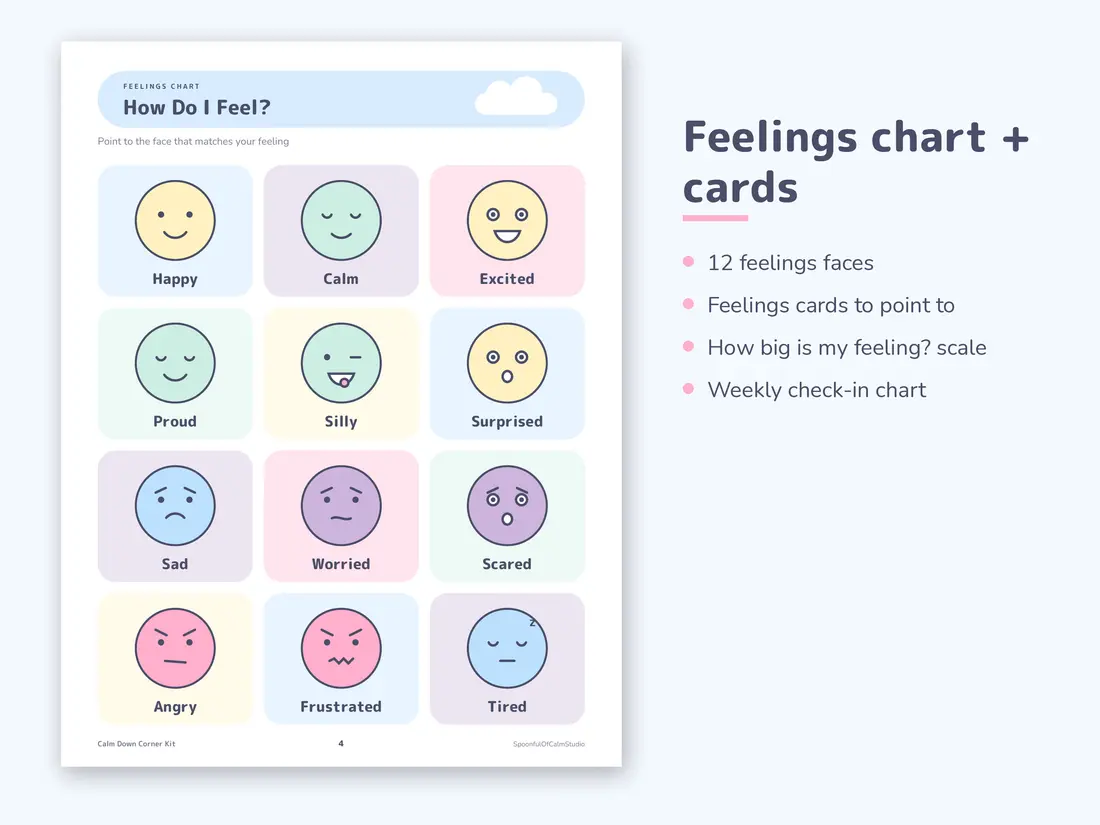 FEELINGS CHART
How Do I Feel?
Point to the face that matches your feeling
Happy
Calm
Excited
Proud
Silly
Surprised
Sad
Worried
Scared
Angry
Frustrated
z
Tired
Calm Down Corner Kit
4
SpoonfulOfCalmStudio
Feelings chart +
cards
12 feelings faces
Feelings cards to point to
How big is my feeling? scale
Weekly check-in chart